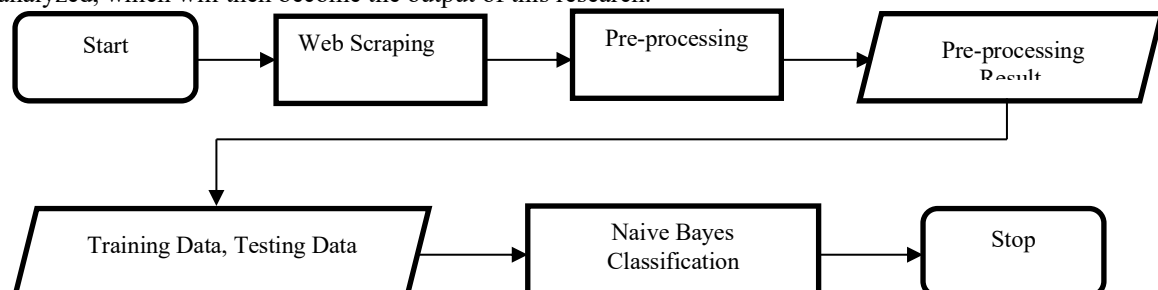 analyzed, which will then become the output of this research.
Start
Web Scraping
Pre-processing
Pre-processing
Result
Training Data, Testing Data
Naive Bayes
Classification
Stop